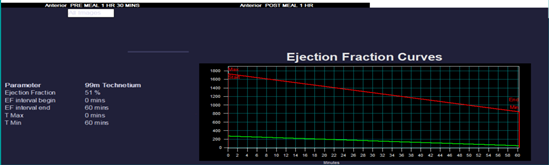 Anterior PRE MEAL 1 HR 30 MINS Anterior POST MEAL 1 HR
Ejection Fraction Curves
Parameter 99m Technetium
Ejection Fraction 51 %
EF interval begin 0 mins
EF interval end 60 mins
T Max 0 mins
T Min 60 mins
1800
1600
1400
1200
1000
800
600
400
200
0
0 2 4 6 8 10 12 14 16 18 20 22 24 26 28 30 32 34 36 38 40 42 44 46 48 50 52 54 56 58 60
Minutes